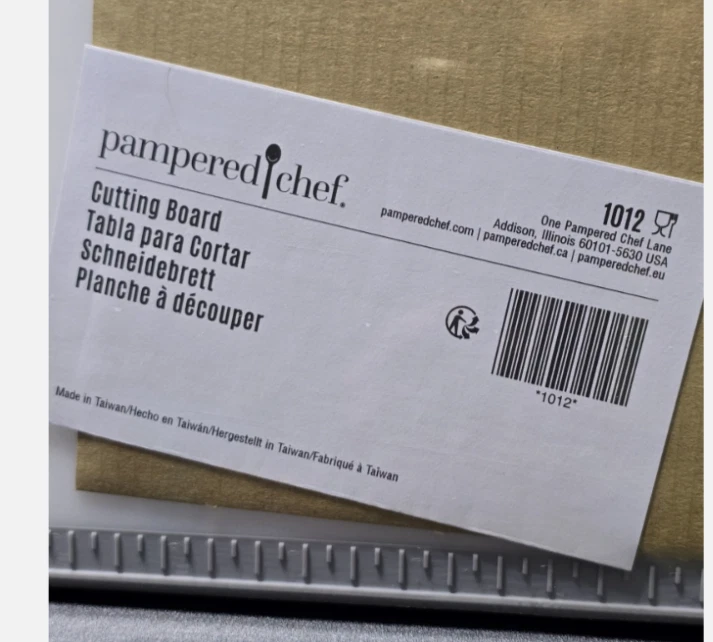 pampered chef.
1012
One Pampered Chef Lane
Addison, Illinois 60101-5630 USA
pamperedchef.com | pamperedchef.ca | pamperedchef.eu
Cutting Board
Tabla para Cortar
Schneidebrett
Planche à découper
*1012*
Made in Taiwan/Hecho en Taiwán/Hergestellt in Taiwan/Fabriqué à Taiwan